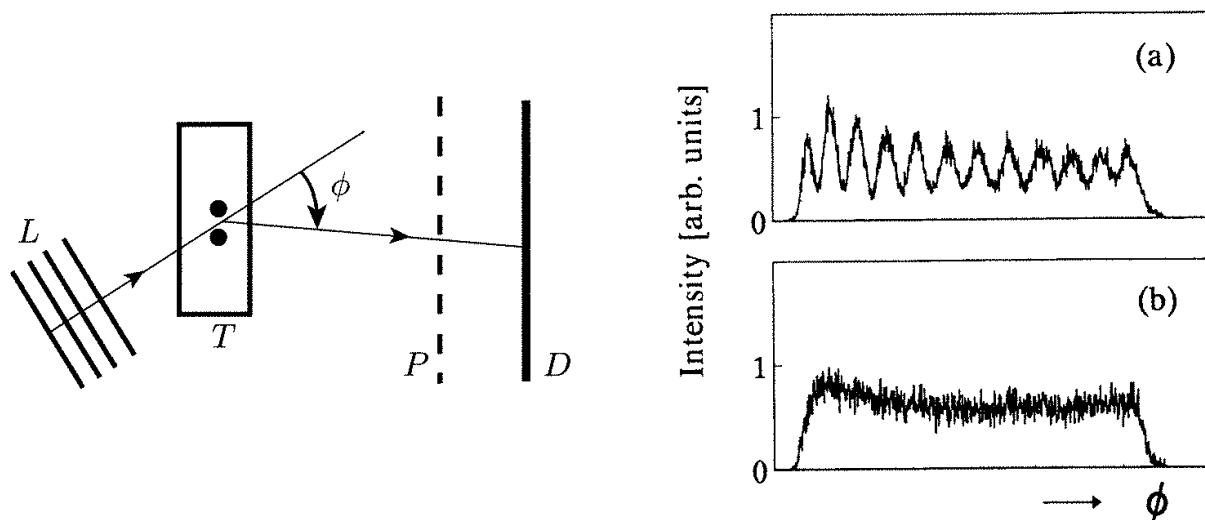 L
T
ϕ
P
D
(a)
1
0
Intensity [arb. units]
(b)
1
0
ϕ